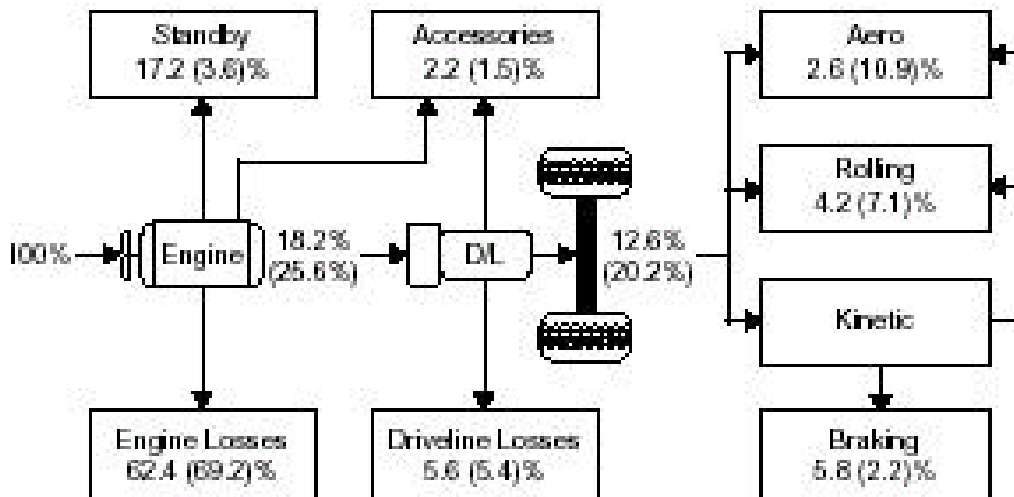 Standby
17.2 (3.6)%
Accessories
2.2 (1.5)%
Aero
2.6 (10.9)%
Rolling
4.2 (7.1)%
100%
Engine
18.2%
(25.6%)
D/L
12.6%
(20.2%)
Kinetic
Engine Losses
62.4 (69.2)%
Driveline Losses
5.6 (5.4)%
Braking
5.8 (2.2)%